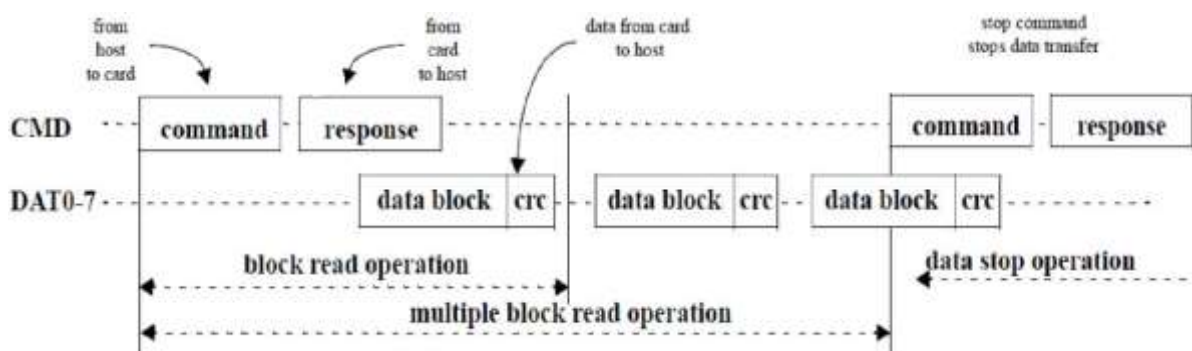 from
host
to card
from
card
to host
data from card
to host
stop command
stops data transfer
CMD
command
response
command
response
DAT0-7
data block
crc
data block
crc
data block
crc
block read operation
data stop operation
multiple block read operation